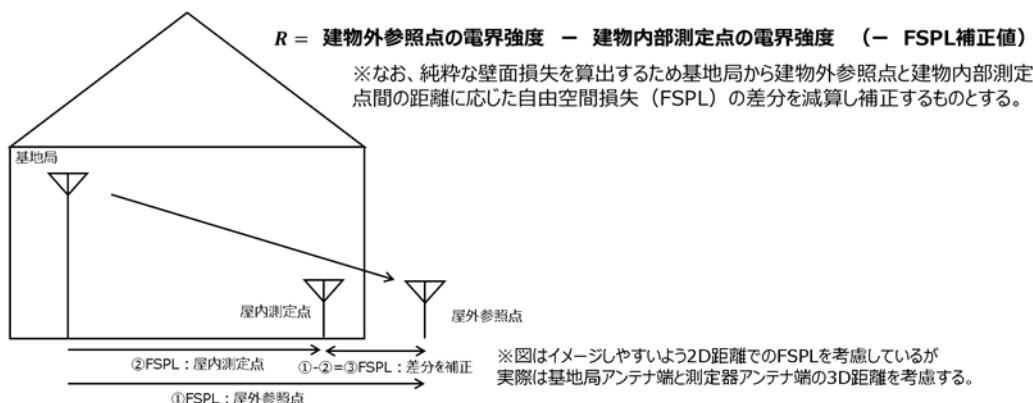 R = 建物外参照点の電界強度 － 建物内部測定点の電界強度 （－ FSPL補正値）
※なお、純粋な壁面損失を算出するため基地局から建物外参照点と建物内部測定
点間の距離に応じた自由空間損失（FSPL）の差分を減算し補正するものとする。
基地局
屋内測定点
屋外参照点
②FSPL：屋内測定点
①-②=③FSPL：差分を補正
①FSPL：屋外参照点
※図はイメージしやすいよう2D距離でのFSPLを考慮しているが
実際は基地局アンテナ端と測定器アンテナ端の3D距離を考慮する。